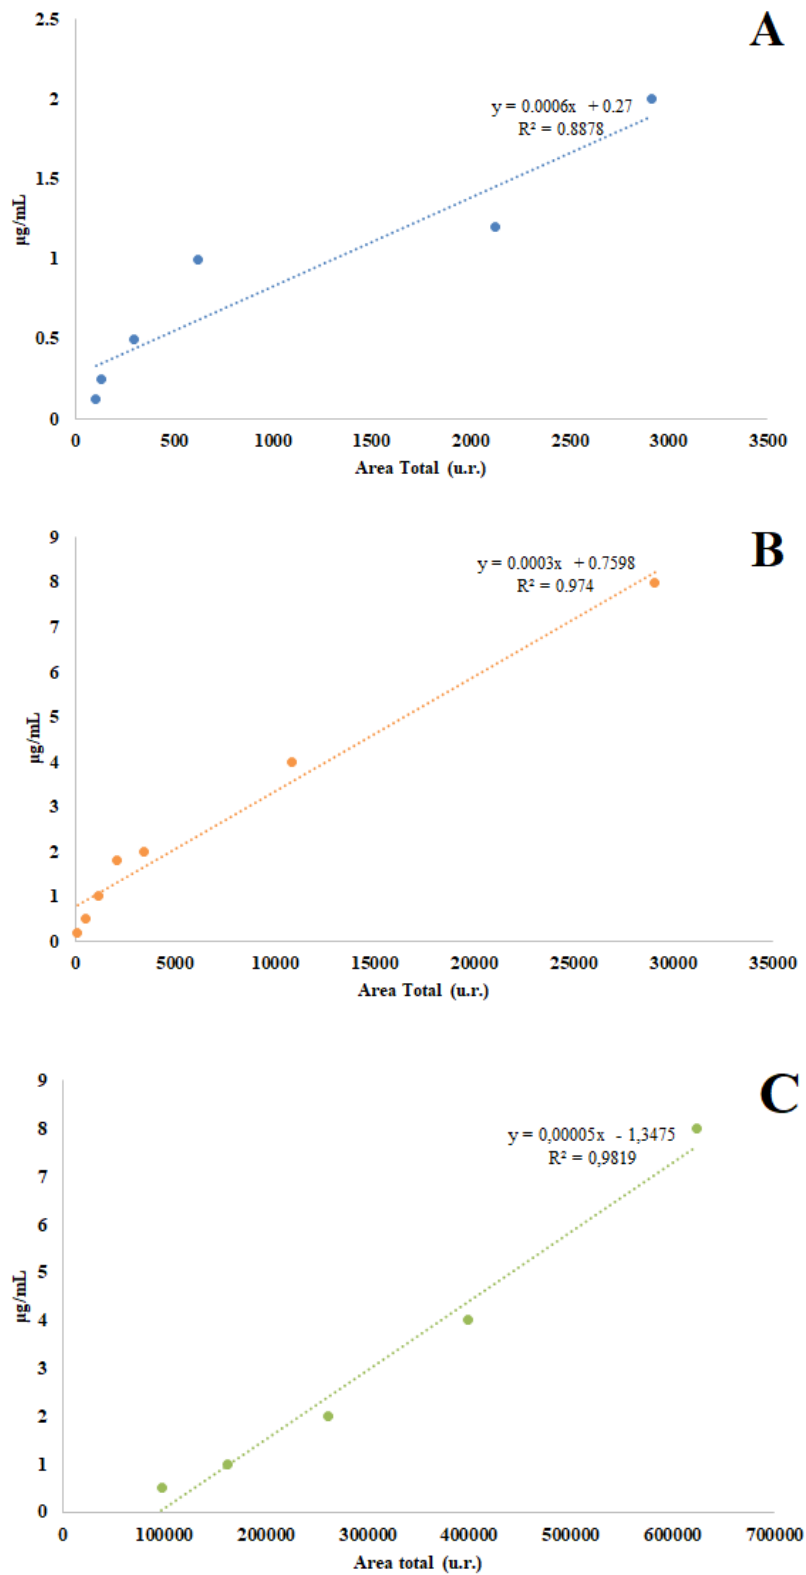 A
2.5
2
1.5
1
0.5
0
µg/mL
y = 0.0006x + 0.27
R² = 0.8878
0 500 1000 1500 2000 2500 3000 3500
Area Total (u.r.)
B
9
8
7
6
5
4
3
2
1
0
µg/mL
y = 0.0003x + 0.7598
R² = 0.974
0 5000 10000 15000 20000 25000 30000 35000
Area Total (u.r.)
C
9
8
7
6
5
4
3
2
1
0
µg/mL
y = 0,00005x - 1,3475
R² = 0,9819
0 100000 200000 300000 400000 500000 600000 700000
Area total (u.r.)